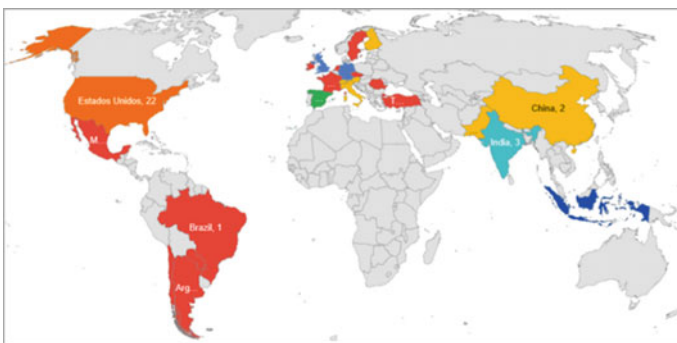 Estados Unidos, 22
M...
Brazil, 1
Arg...
China, 2
India, 3